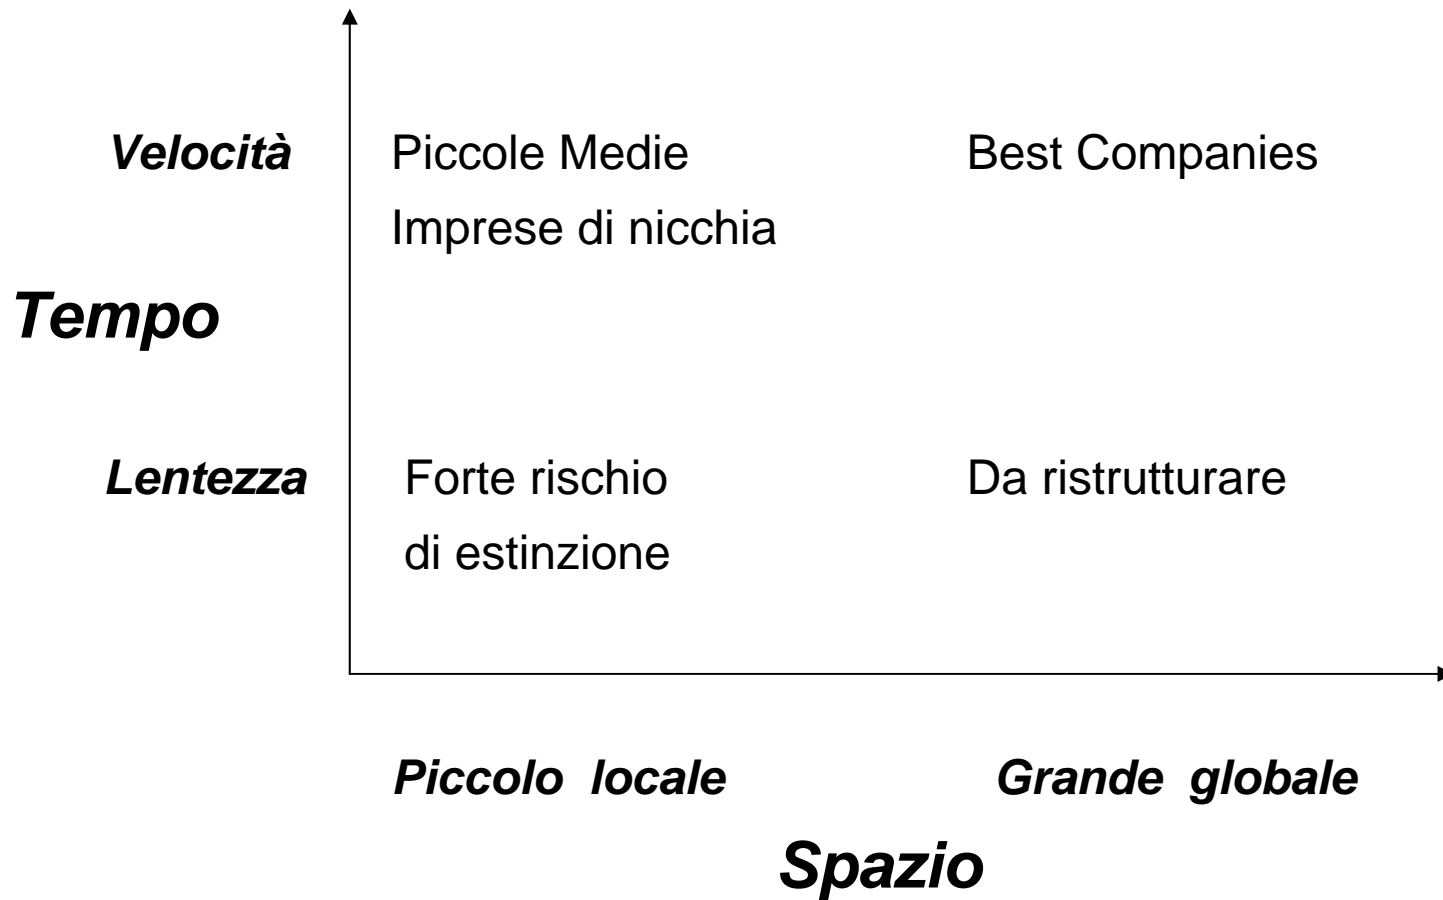 Velocità Piccole Medie Best Companies
Imprese di nicchia
Tempo
Lentezza Forte rischio Da ristrutturare
di estinzione
Piccolo locale Grande globale
Spazio